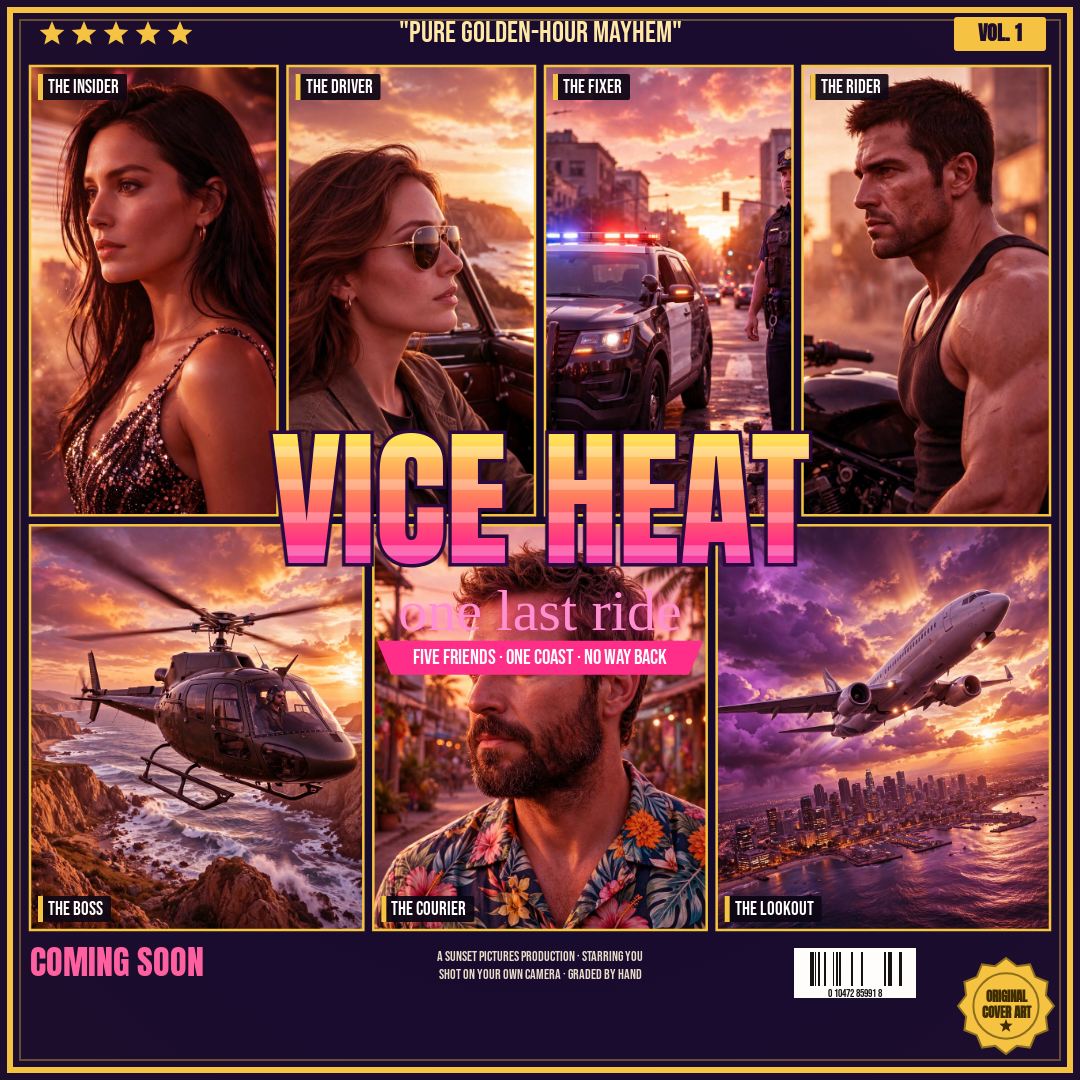 "PURE GOLDEN-HOUR MAYHEM"
VOL. 1
THE INSIDER
THE DRIVER
THE FIXER
THE RIDER
VICE HEAT
one last ride
FIVE FRIENDS · ONE COAST · NO WAY BACK
THE BOSS
THE COURIER
THE LOOKOUT
COMING SOON
A SUNSET PICTURES PRODUCTION · STARRING YOU
SHOT ON YOUR OWN CAMERA · GRADED BY HAND
0 10472 85991 8
ORIGINAL
COVER ART